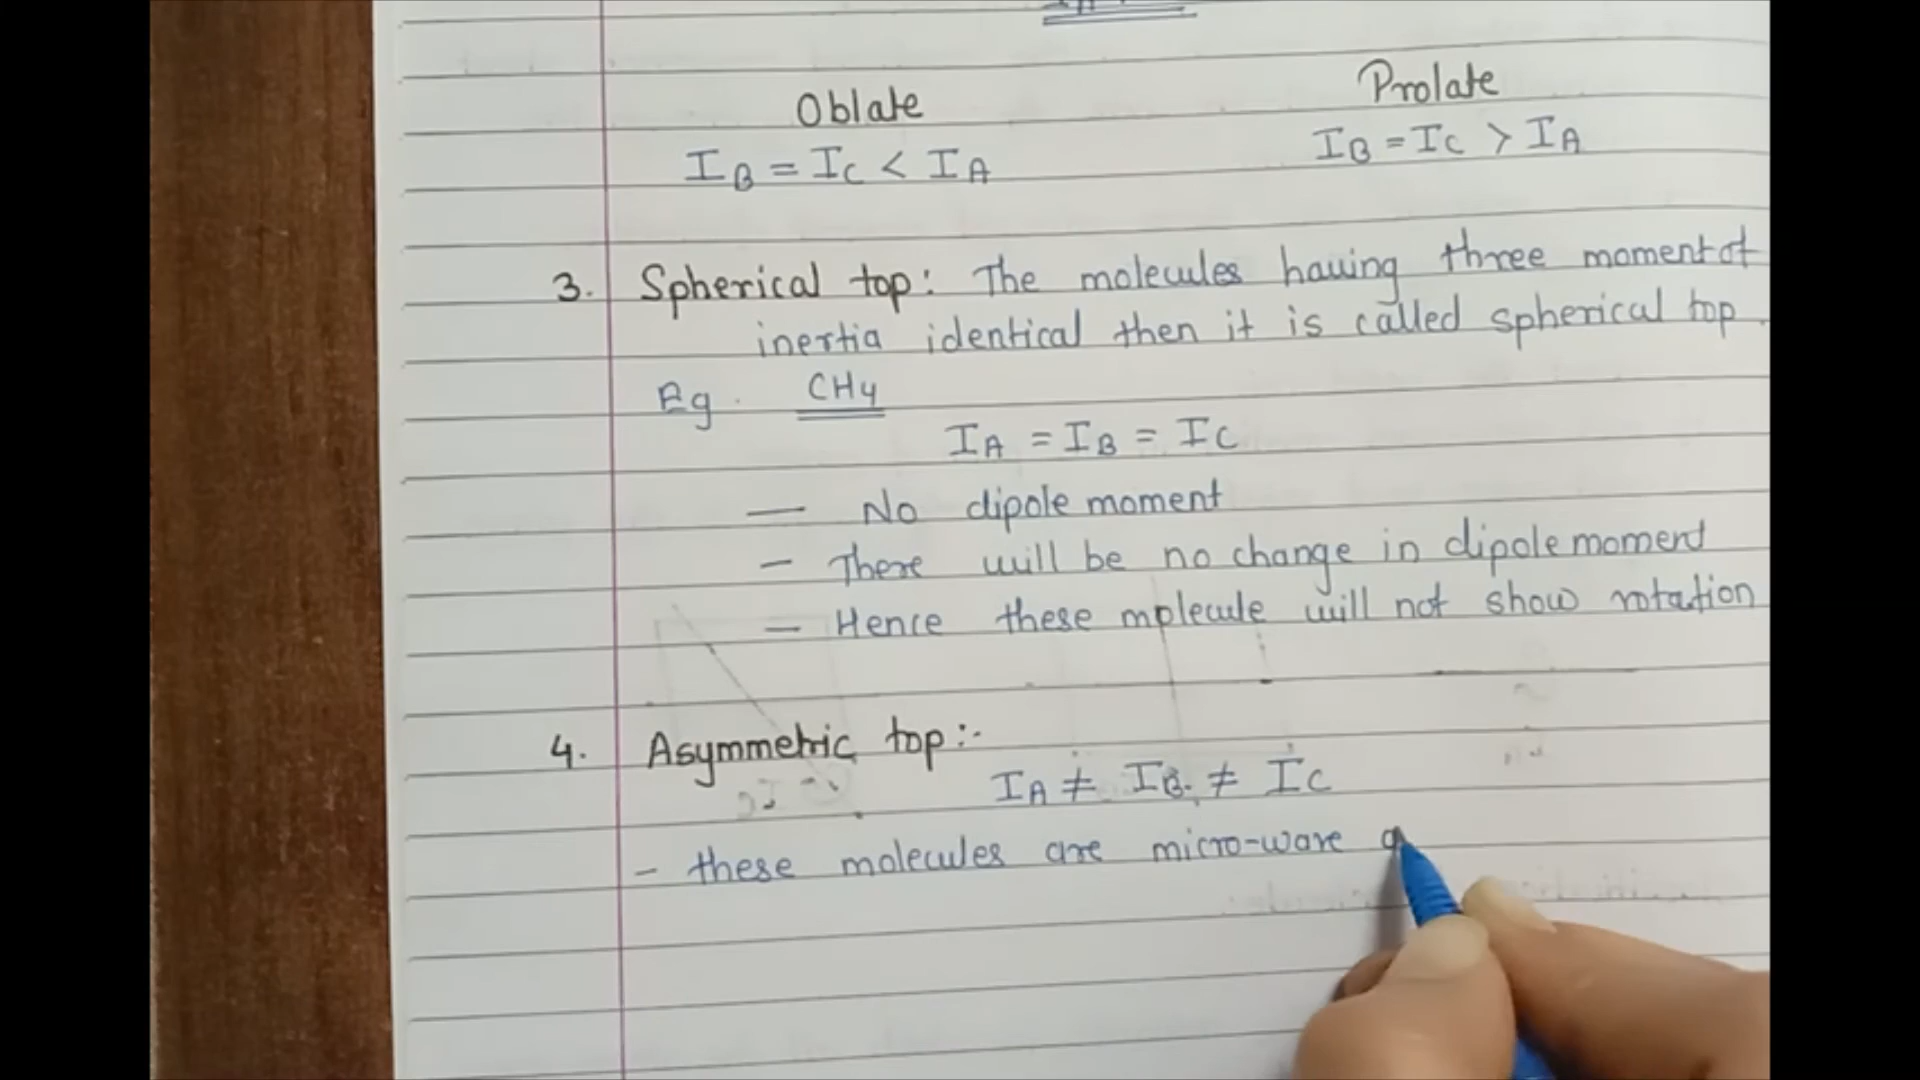 Oblate
Prolate
IB = IC < IA
IB = IC > IA
3. Spherical top: The molecules having three moment of
inertia identical then it is called spherical top.
Eg. CH4
IA = IB = IC
— No dipole moment
– There will be no change in dipole moment
– Hence these molecule will not show rotation
4. Asymmetric top:-
IA ≠ IB ≠ IC
- these molecules are micro-wave a